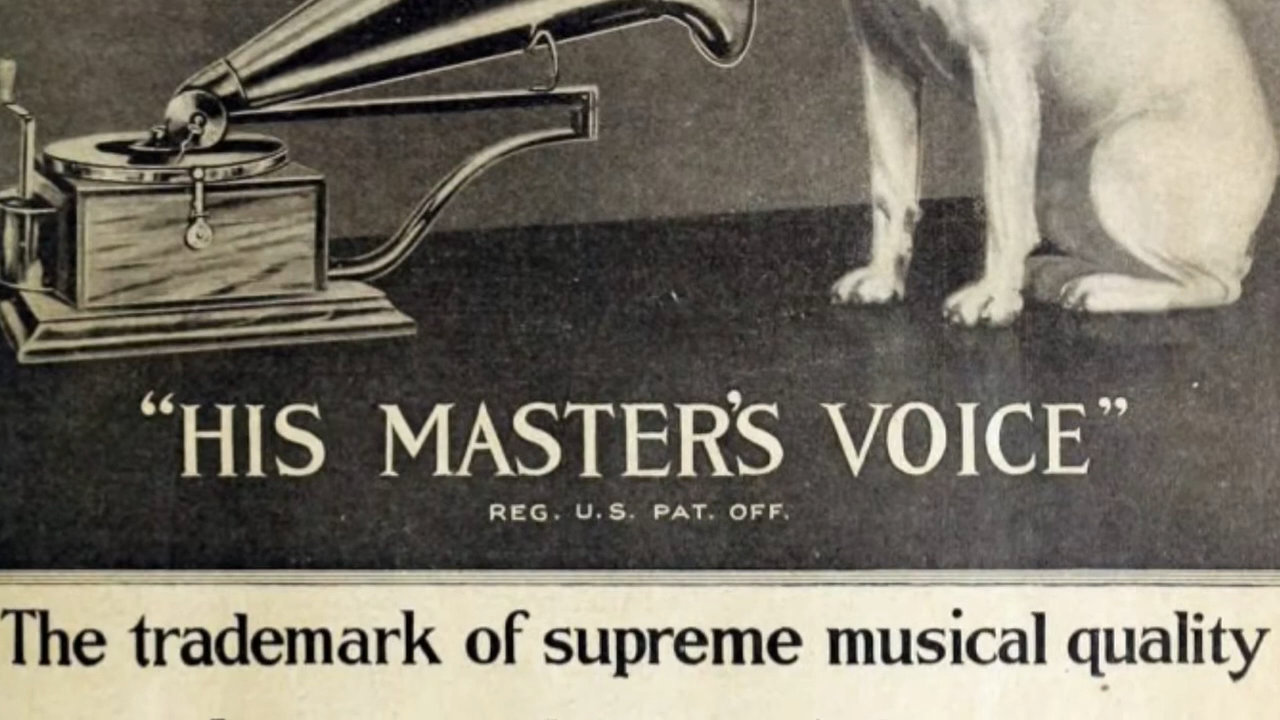 “HIS MASTER’S VOICE”
REG. U.S. PAT. OFF.
The trademark of supreme musical quality